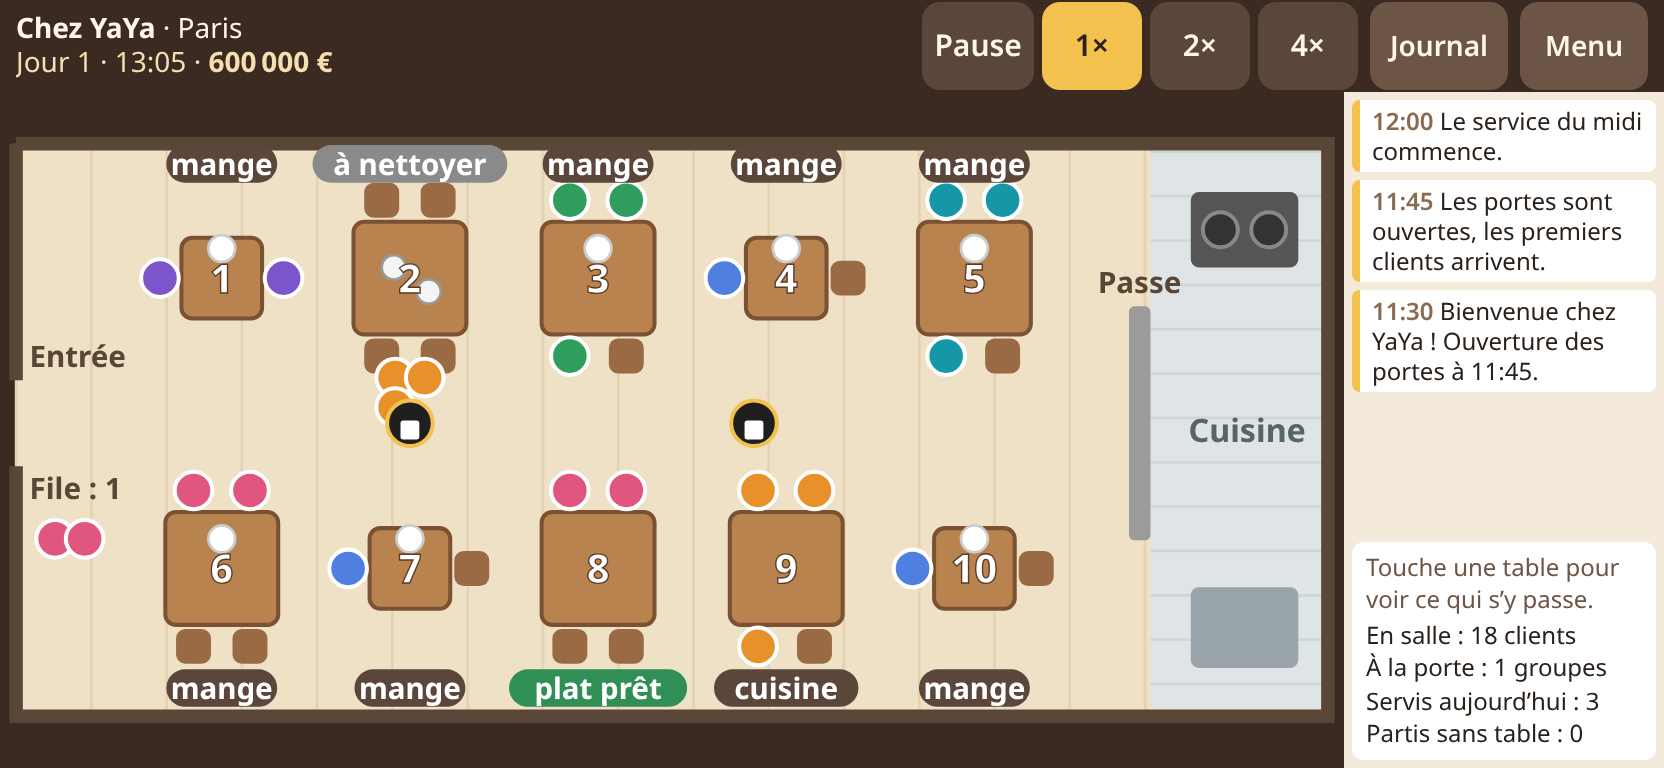 Chez YaYa · Paris
Jour 1 · 13:05 · 600 000 €
Pause
1×
2×
4×
Journal
Menu
mange
à nettoyer
mange
mange
mange
1
2
3
4
5
Passe
Entrée
Cuisine
File : 1
6
7
8
9
10
mange
mange
plat prêt
cuisine
mange
12:00 Le service du midi
commence.
11:45 Les portes sont
ouvertes, les premiers
clients arrivent.
11:30 Bienvenue chez
YaYa ! Ouverture des
portes à 11:45.
Touche une table pour
voir ce qui s’y passe.
En salle : 18 clients
À la porte : 1 groupes
Servis aujourd’hui : 3
Partis sans table : 0